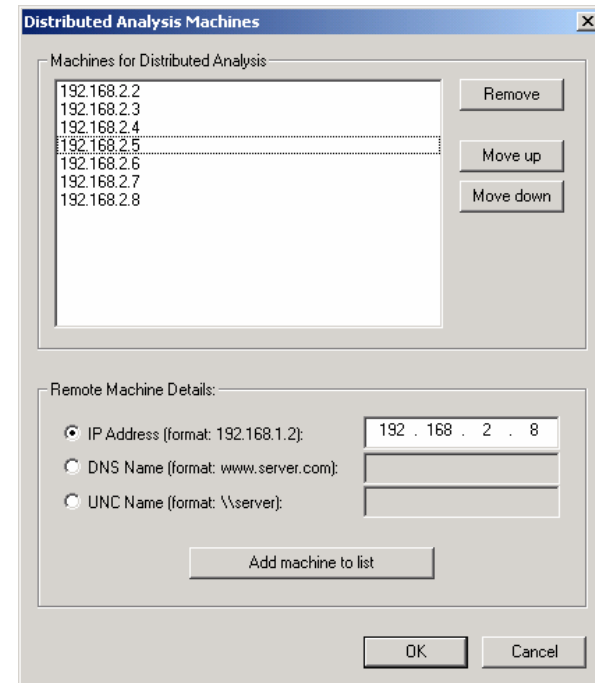 Distributed Analysis Machines
Machines for Distributed Analysis
192.168.2.2
192.168.2.3
192.168.2.4
192.168.2.5
192.168.2.6
192.168.2.7
192.168.2.8
Remove
Move up
Move down
Remote Machine Details:
IP Address (format: 192.168.1.2): 192 . 168 . 2 . 8
DNS Name (format: www.server.com):
UNC Name (format: \\server):
Add machine to list
OK Cancel